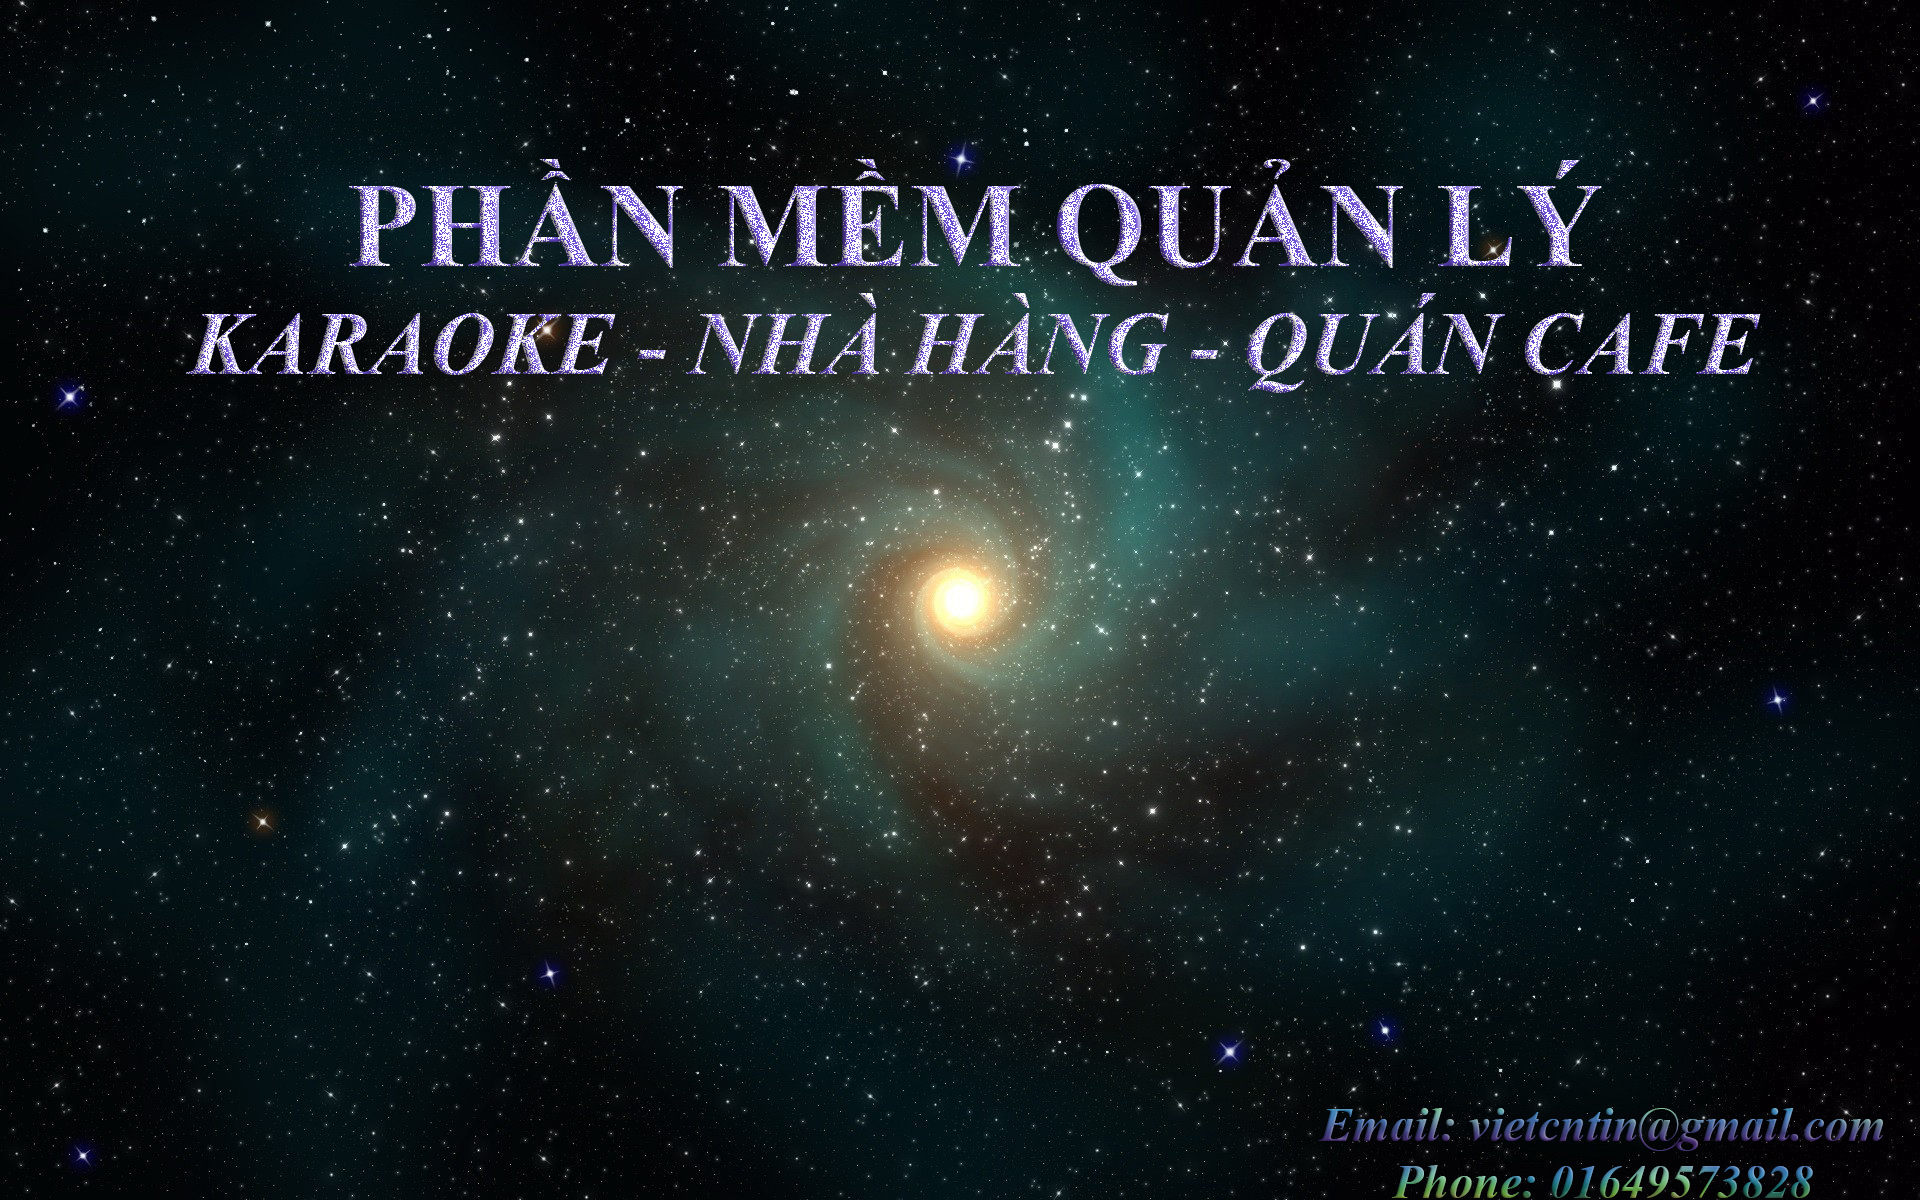 PHẦN MỀM QUẢN LÝ
KARAOKE - NHÀ HÀNG - QUÁN CAFE
Email: vietcntin@gmail.com
Phone: 01649573828